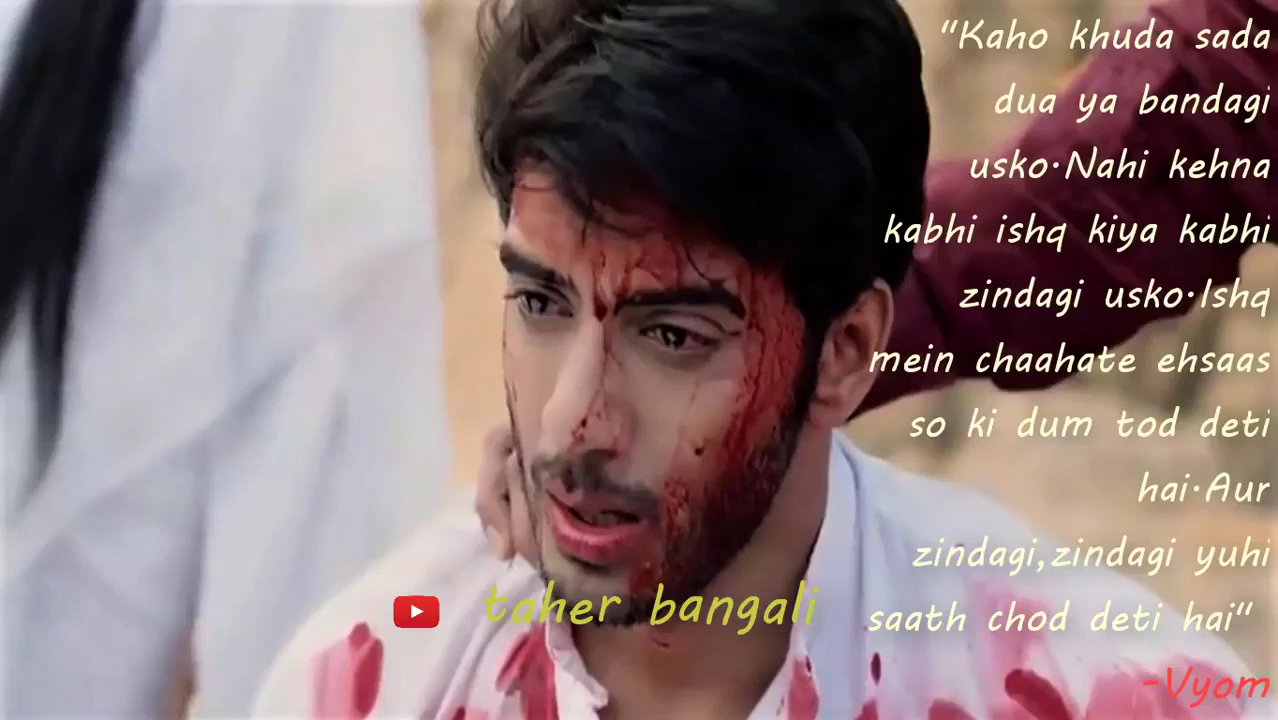 "Kaho khuda sada
dua ya bandagi
usko.Nahi kehna
kabhi ishq kiya kabhi
zindagi usko.Ishq
mein chaahate ehsaas
so ki dum tod deti
hai.Aur
zindagi,zindagi yuhi
saath chod deti hai"
-Vyom
taher bangali